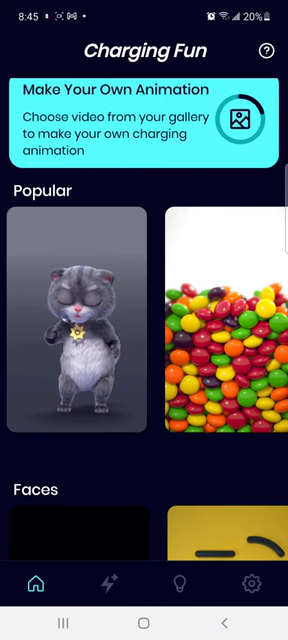 8:45
20%
Charging Fun
Make Your Own Animation
Choose video from your gallery
to make your own charging
animation
Popular
Faces